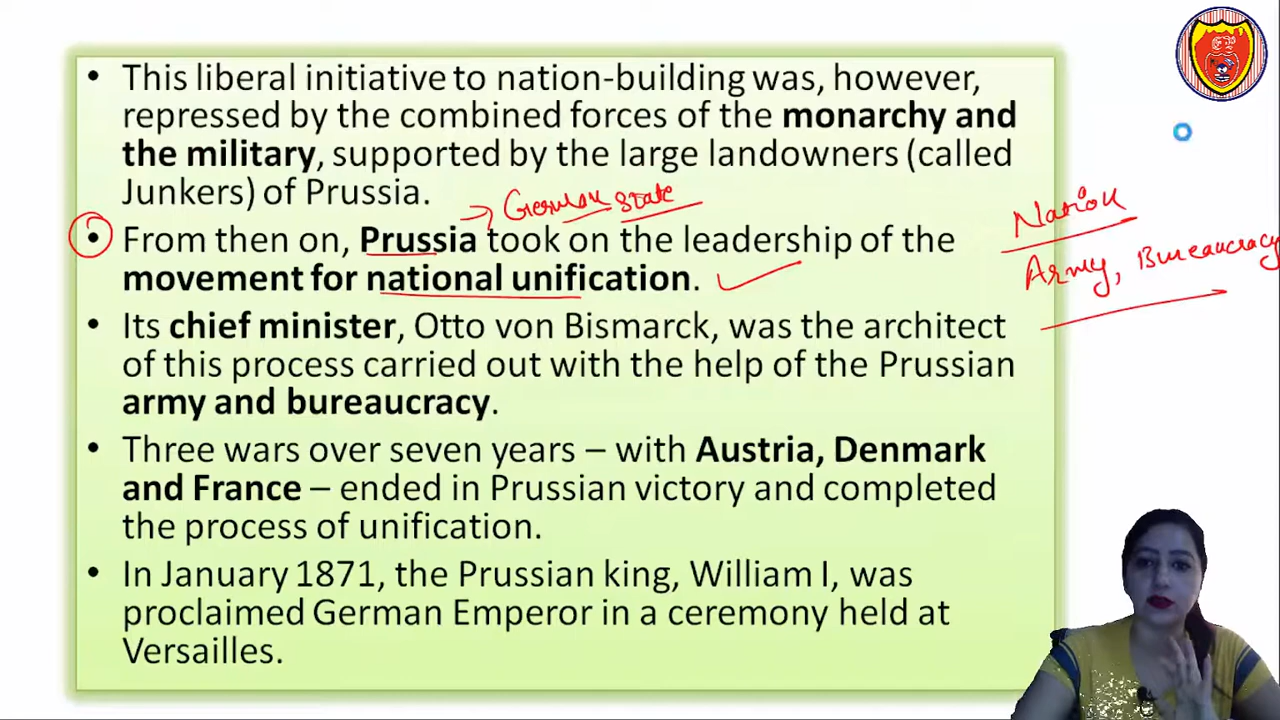 • This liberal initiative to nation-building was, however,
repressed by the combined forces of the monarchy and
the military, supported by the large landowners (called
Junkers) of Prussia.
German state
• From then on, Prussia took on the leadership of the
movement for national unification.
Nation
Army, Bureaucracy
• Its chief minister, Otto von Bismarck, was the architect
of this process carried out with the help of the Prussian
army and bureaucracy.
• Three wars over seven years – with Austria, Denmark
and France – ended in Prussian victory and completed
the process of unification.
• In January 1871, the Prussian king, William I, was
proclaimed German Emperor in a ceremony held at
Versailles.